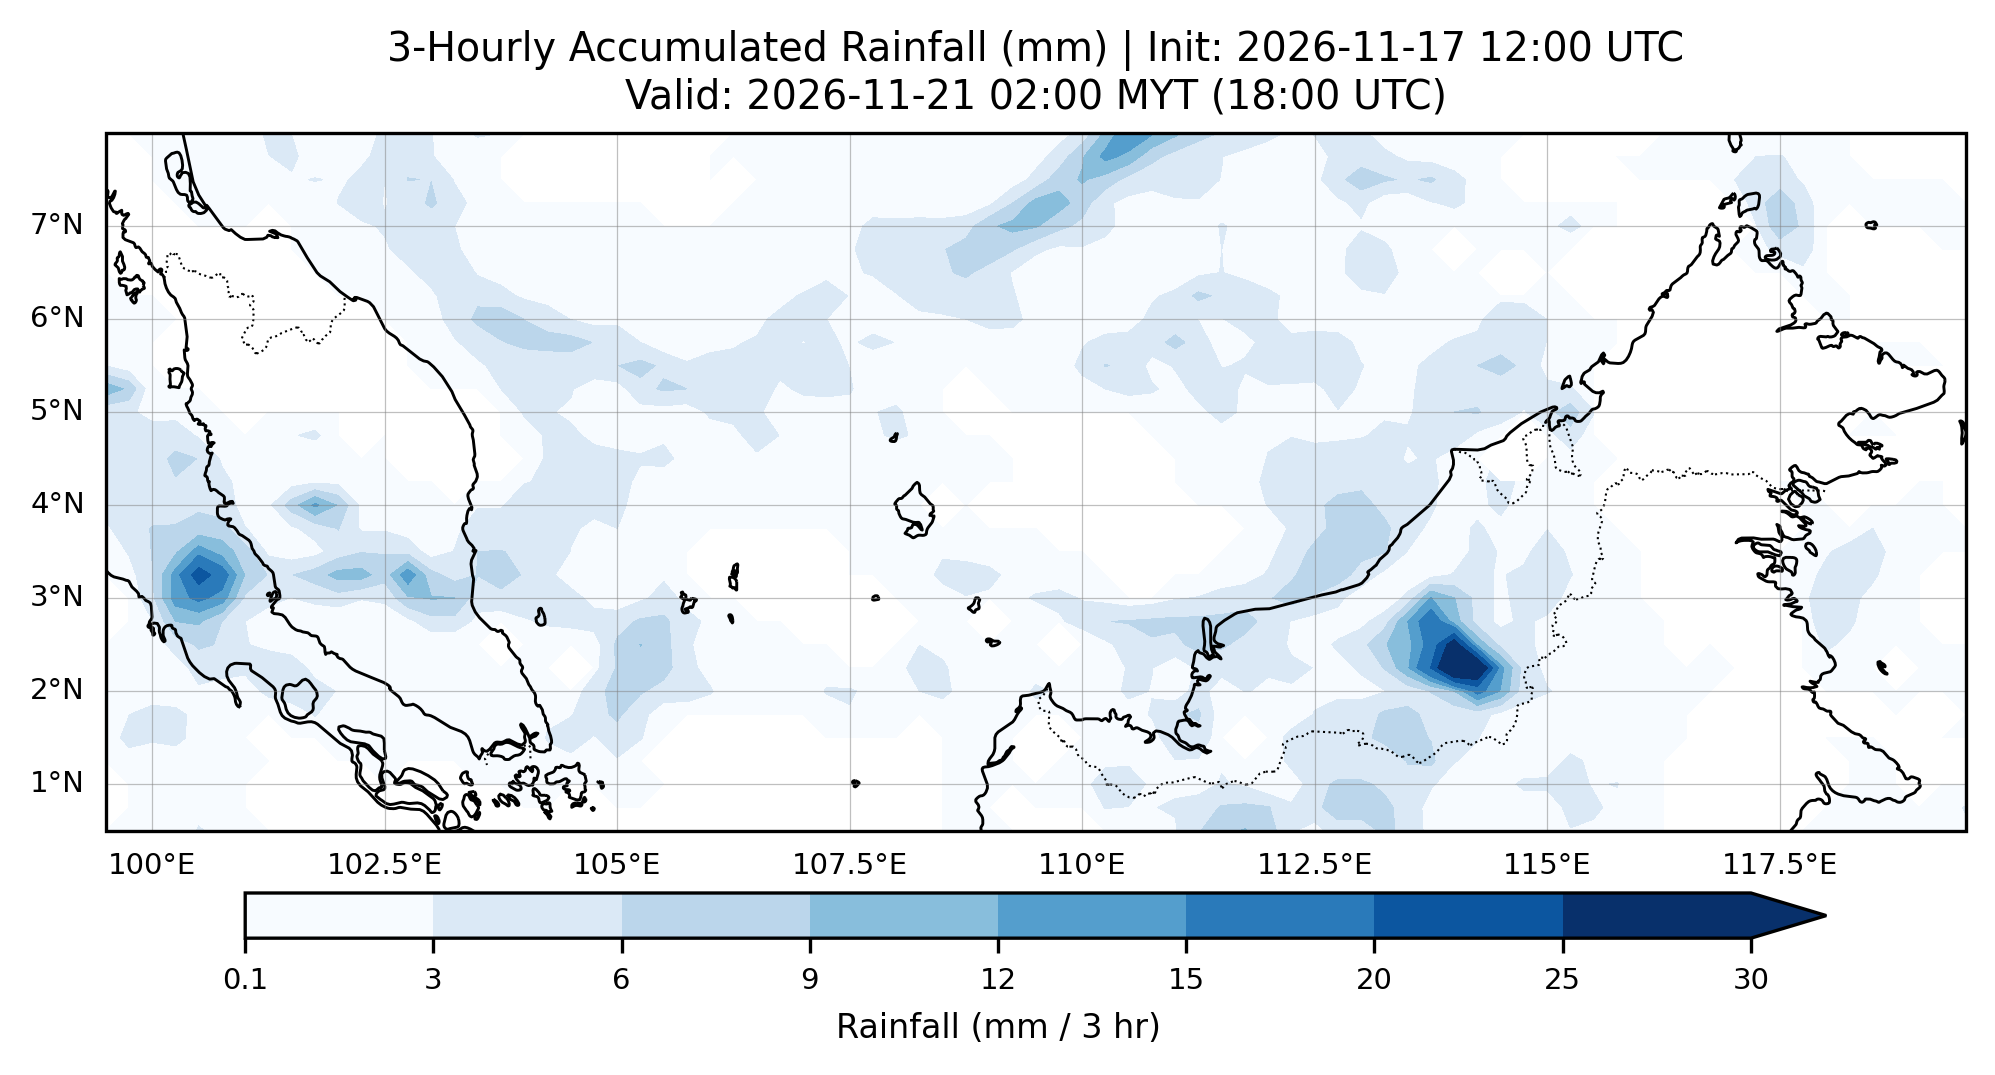 3-Hourly Accumulated Rainfall (mm) | Init: 2026-11-17 12:00 UTC
Valid: 2026-11-21 02:00 MYT (18:00 UTC)
7°N
6°N
5°N
4°N
3°N
2°N
1°N
100°E 102.5°E 105°E 107.5°E 110°E 112.5°E 115°E 117.5°E
0.1 3 6 9 12 15 20 25 30
Rainfall (mm / 3 hr)